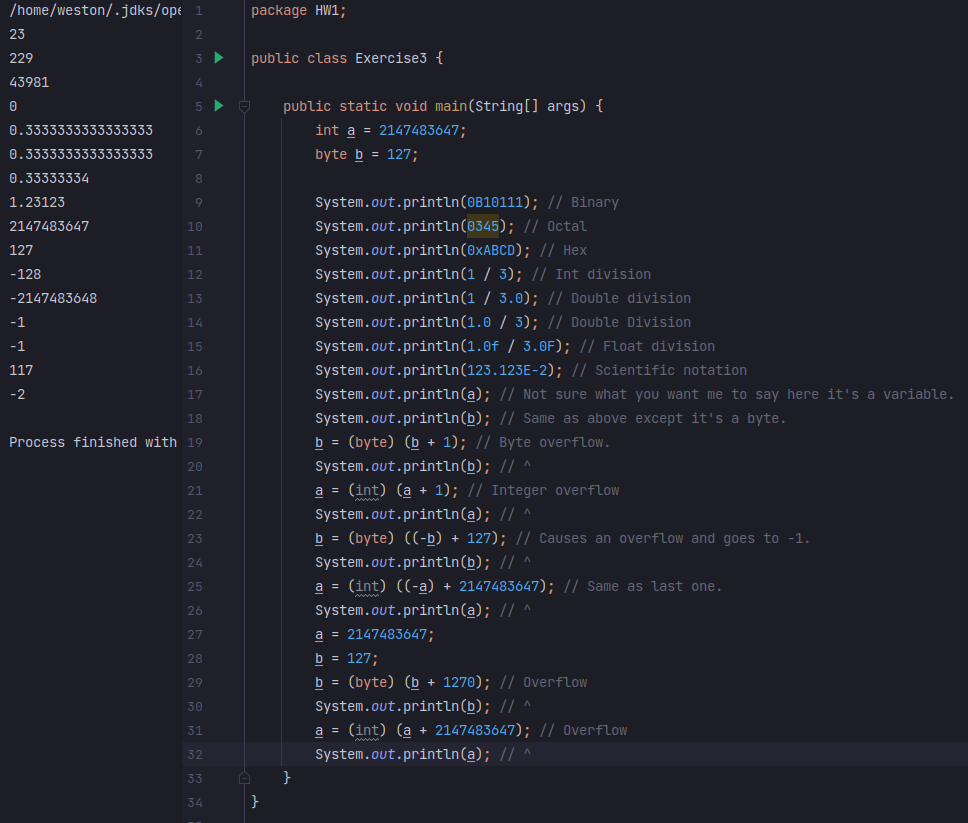 /home/weston/.jdks/ope
23
229
43981
0
0.3333333333333333
0.3333333333333333
0.33333334
1.23123
2147483647
127
-128
-2147483648
-1
-1
117
-2
Process finished with
1 package HW1;
2
3 public class Exercise3 {
4
5 public static void main(String[] args) {
6 int a = 2147483647;
7 byte b = 127;
8
9 System.out.println(0B10111); // Binary
10 System.out.println(0345); // Octal
11 System.out.println(0xABCD); // Hex
12 System.out.println(1 / 3); // Int division
13 System.out.println(1 / 3.0); // Double division
14 System.out.println(1.0 / 3); // Double Division
15 System.out.println(1.0f / 3.0F); // Float division
16 System.out.println(123.123E-2); // Scientific notation
17 System.out.println(a); // Not sure what you want me to say here it's a variable.
18 System.out.println(b); // Same as above except it's a byte.
19 b = (byte) (b + 1); // Byte overflow.
20 System.out.println(b); // ^
21 a = (int) (a + 1); // Integer overflow
22 System.out.println(a); // ^
23 b = (byte) ((-b) + 127); // Causes an overflow and goes to -1.
24 System.out.println(b); // ^
25 a = (int) ((-a) + 2147483647); // Same as last one.
26 System.out.println(a); // ^
27 a = 2147483647;
28 b = 127;
29 b = (byte) (b + 1270); // Overflow
30 System.out.println(b); // ^
31 a = (int) (a + 2147483647); // Overflow
32 System.out.println(a); // ^
33 }
34 }